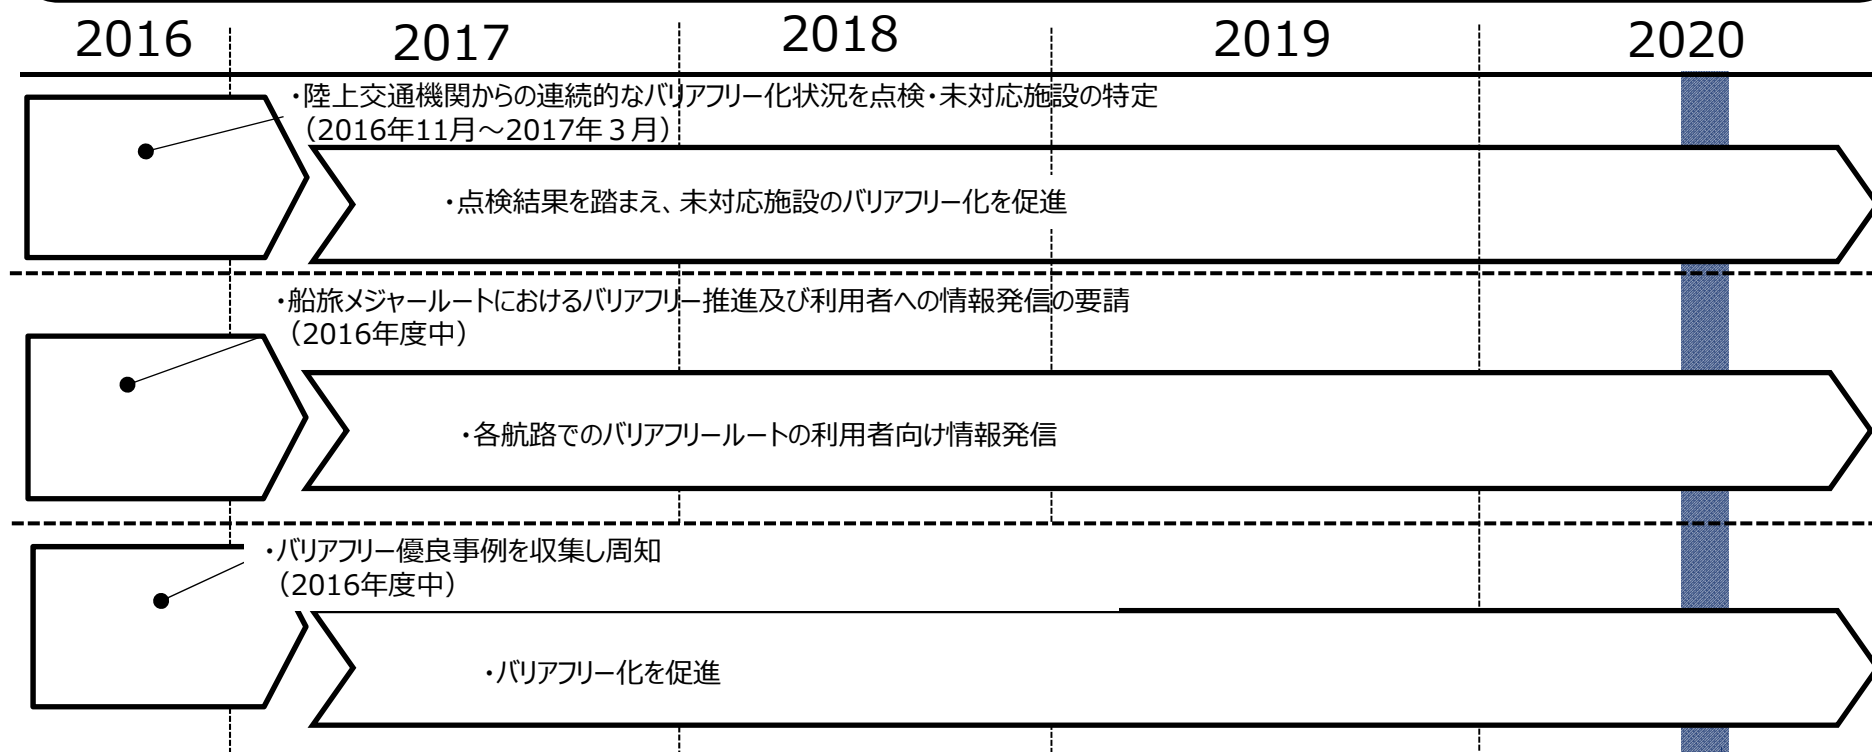 2016 2017 2018 2019 2020
・陸上交通機関からの連続的なバリアフリー化状況を点検・未対応施設の特定
（2016年11月～2017年３月）
・点検結果を踏まえ、未対応施設のバリアフリー化を促進
・船旅メジャールートにおけるバリアフリー推進及び利用者への情報発信の要請
（2016年度中）
・各航路でのバリアフリールートの利用者向け情報発信
・バリアフリー優良事例を収集し周知
（2016年度中）
・バリアフリー化を促進